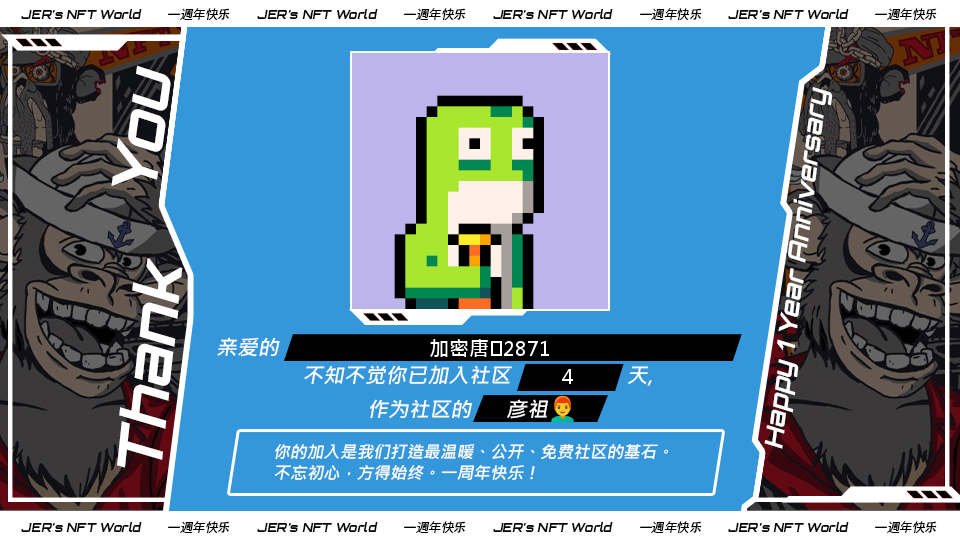 JER's NFT World 一週年快乐 JER's NFT World 一週年快乐 JER's NFT World 一週年快乐 JER's NFT World 一週年快乐
Thank You
亲爱的 加密唐2871
不知不觉你已加入社区 4 天,
作为社区的 彦祖👨‍🦰
你的加入是我们打造最温暖、公开、免费社区的基石。
不忘初心，方得始终。一周年快乐！
Happy 1 Year Anniversary
JER's NFT World 一週年快乐 JER's NFT World 一週年快乐 JER's NFT World 一週年快乐 JER's NFT World 一週年快乐